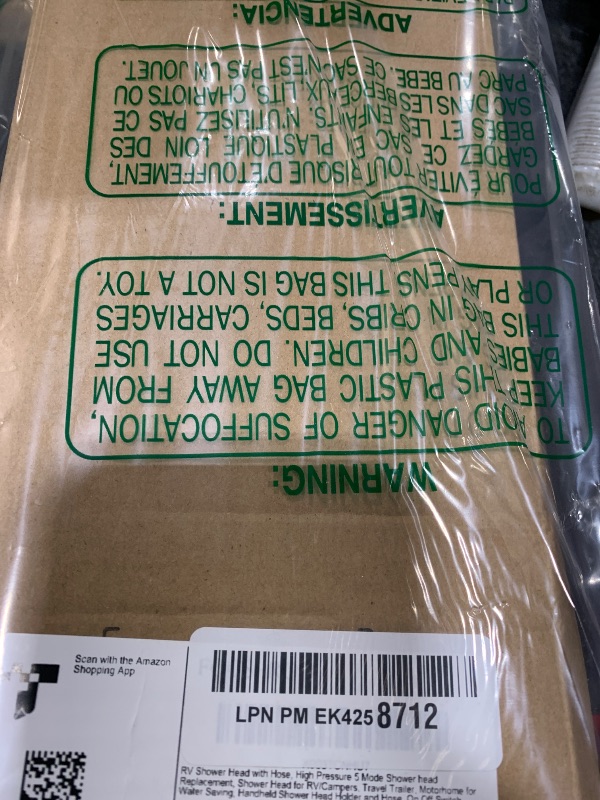 WARNING:
TO AVOID DANGER OF SUFFOCATION,
KEEP THIS PLASTIC BAG AWAY FROM
BABIES AND CHILDREN. DO NOT USE
THIS BAG IN CRIBS, BEDS, CARRIAGES
OR PLAY PENS THIS BAG IS NOT A TOY.
AVERTISSEMENT:
POUR ÉVITER TOUT RISQUE D'ÉTOUFFEMENT,
GARDEZ CE SAC EN PLASTIQUE LOIN DES
BEBES ET LES ENFANTS. N'UTILISEZ PAS CE
SAC DANS LES BERCEAUX, LITS, CHARIOTS OU
PARC AU BEBE. CE SAC N'EST PAS UN JOUET.
ADVERTENCIA:
Scan with the Amazon
Shopping App
LPN PM EK425 8712
RV Shower Head with Hose, High Pressure 5 Mode Shower head
Replacement, Shower Head for RV/Campers, Travel Trailer, Motorhome for
Water Saving, Handheld Shower Head Holder and Hose, On Off